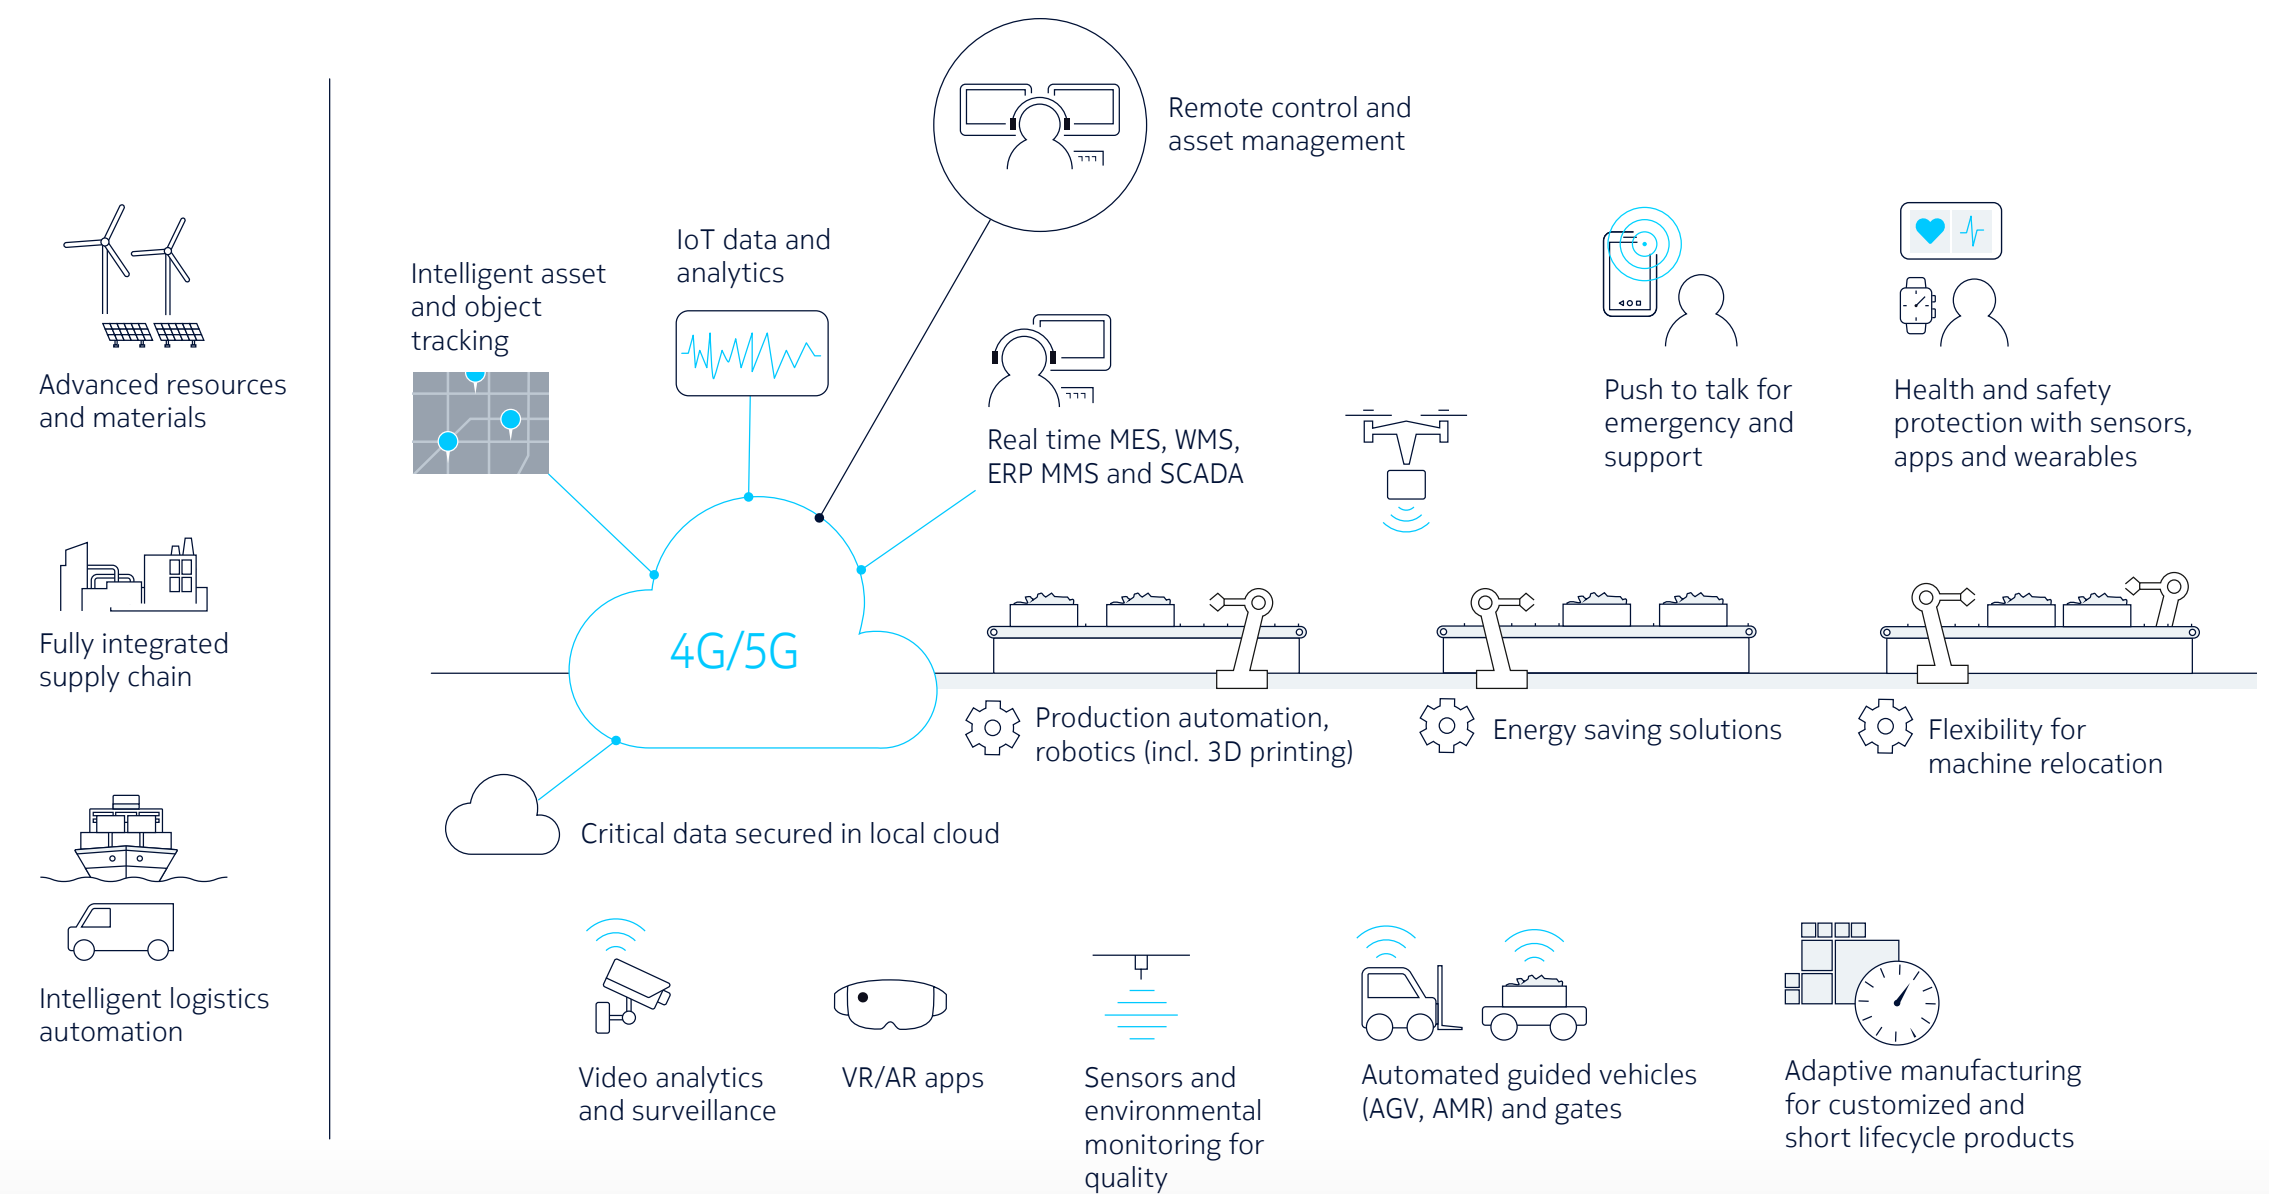 Remote control and
asset management
IoT data and
analytics
Intelligent asset
and object
tracking
Advanced resources
and materials
Real time MES, WMS,
ERP MMS and SCADA
Push to talk for
emergency and
support
Health and safety
protection with sensors,
apps and wearables
Fully integrated
supply chain
4G/5G
Production automation,
robotics (incl. 3D printing)
Energy saving solutions
Flexibility for
machine relocation
Critical data secured in local cloud
Intelligent logistics
automation
Video analytics
and surveillance
VR/AR apps
Sensors and
environmental
monitoring for
quality
Automated guided vehicles
(AGV, AMR) and gates
Adaptive manufacturing
for customized and
short lifecycle products